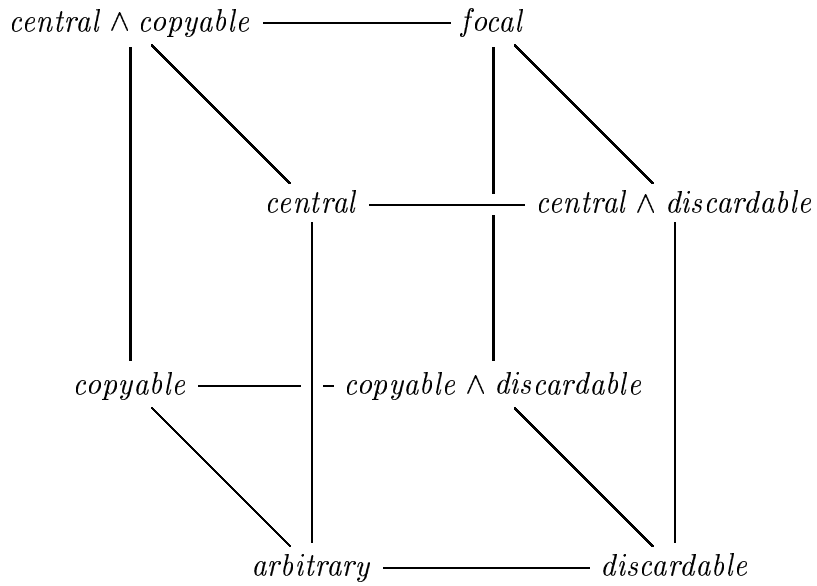 central ∧ copyable focal
central central ∧ discardable
copyable copyable ∧ discardable
arbitrary discardable